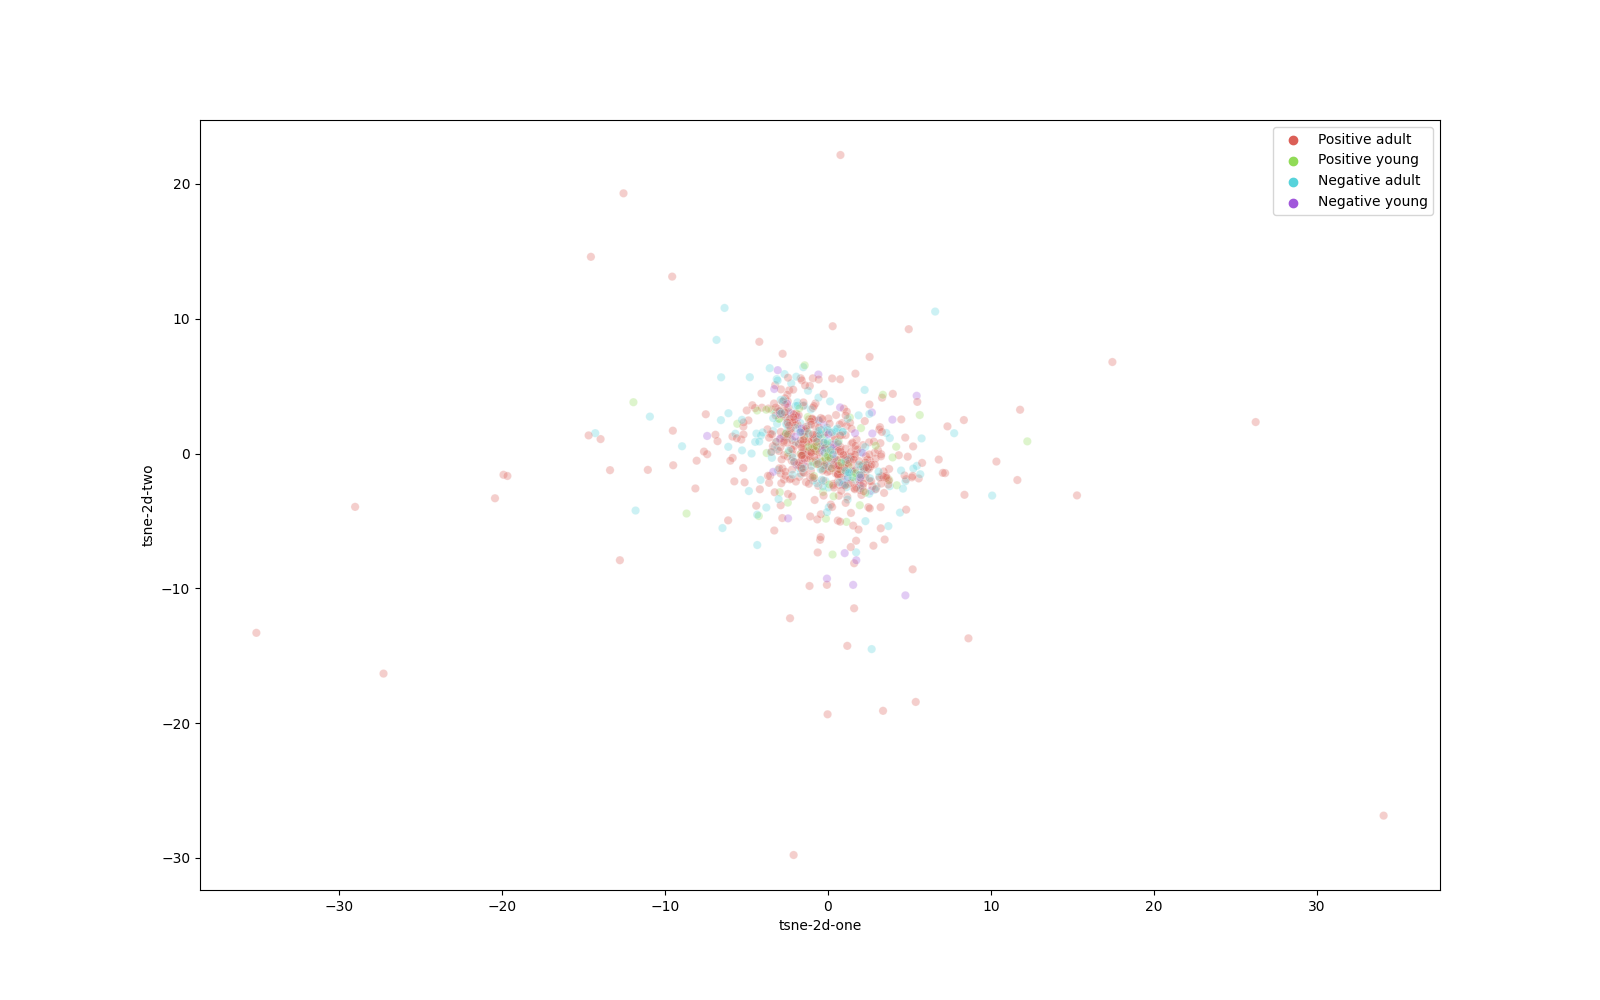 Positive adult
Positive young
Negative adult
Negative young
20
10
0
−10
−20
−30
tsne-2d-two
−30
−20
−10
0
10
20
30
tsne-2d-one